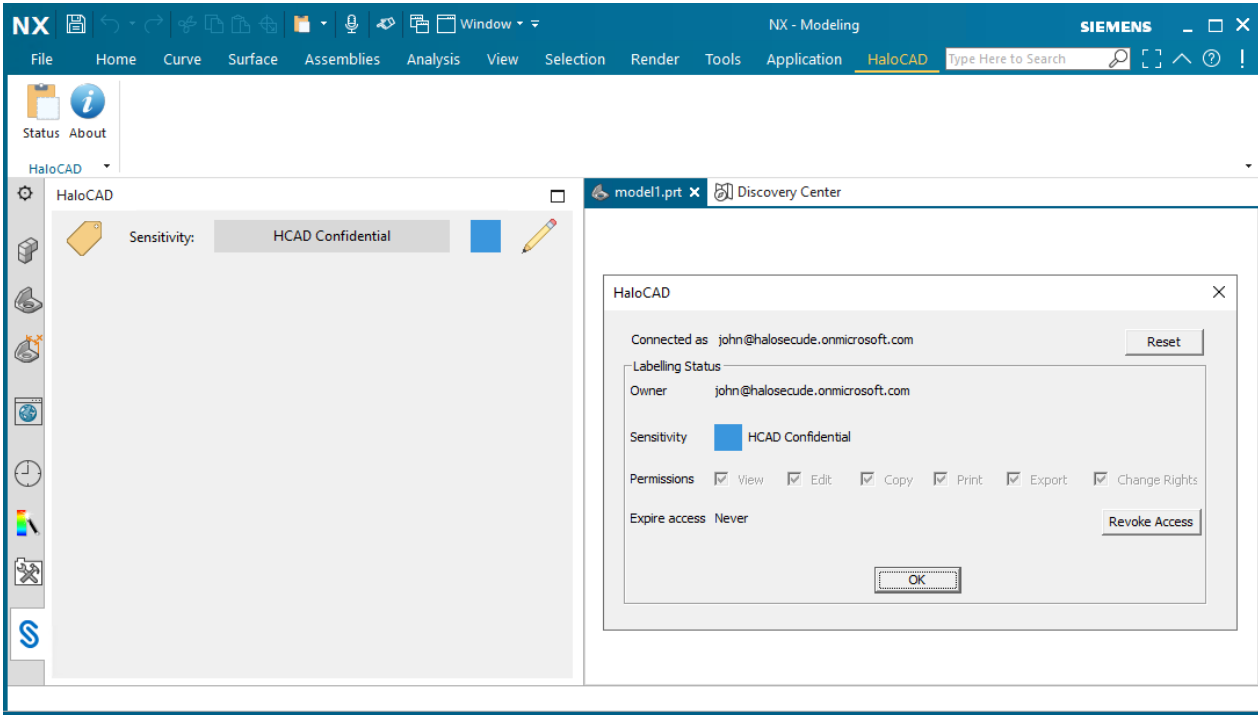 NX Window NX - Modeling SIEMENS
File Home Curve Surface Assemblies Analysis View Selection Render Tools Application HaloCAD Type Here to Search
Status About
HaloCAD
HaloCAD
Sensitivity: HCAD Confidential
model1.prt Discovery Center
HaloCAD
Connected as john@halosecude.onmicrosoft.com Reset
Labelling Status
Owner john@halosecude.onmicrosoft.com
Sensitivity HCAD Confidential
Permissions View Edit Copy Print Export Change Rights
Expire access Never Revoke Access
OK